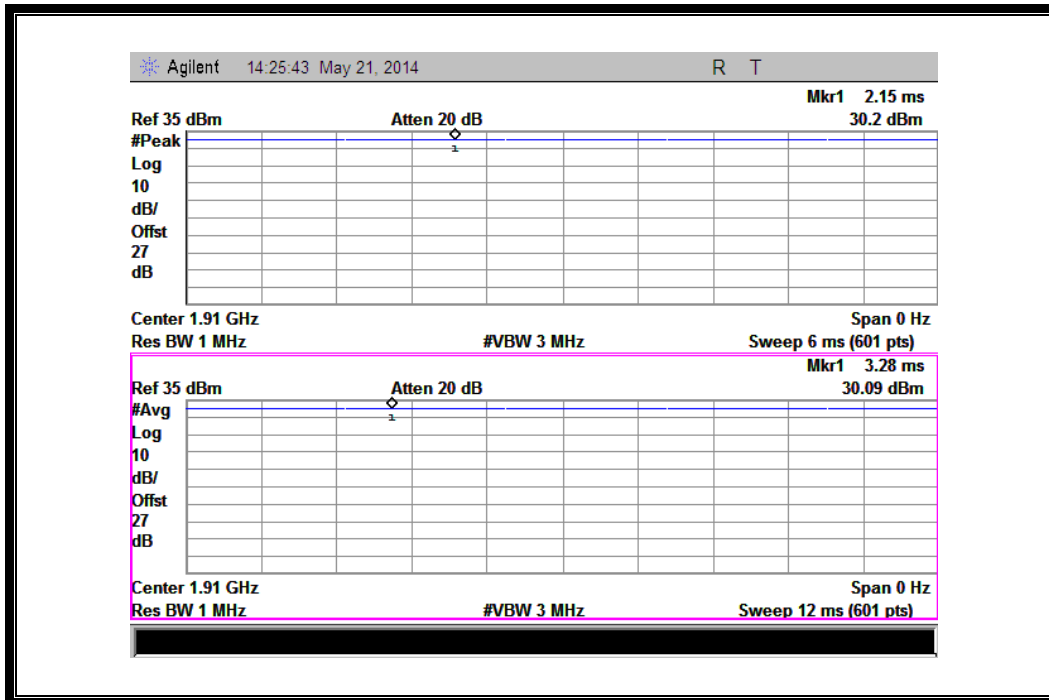 Agilent 14:25:43 May 21, 2014 R T
Mkr1 2.15 ms
Ref 35 dBm Atten 20 dB 30.2 dBm
#Peak
Log
10
dB/
Offst
27
dB
1
Center 1.91 GHz Span 0 Hz
Res BW 1 MHz #VBW 3 MHz Sweep 6 ms (601 pts)
Mkr1 3.28 ms
Ref 35 dBm Atten 20 dB 30.09 dBm
#Avg
Log
10
dB/
Offst
27
dB
1
Center 1.91 GHz Span 0 Hz
Res BW 1 MHz #VBW 3 MHz Sweep 12 ms (601 pts)